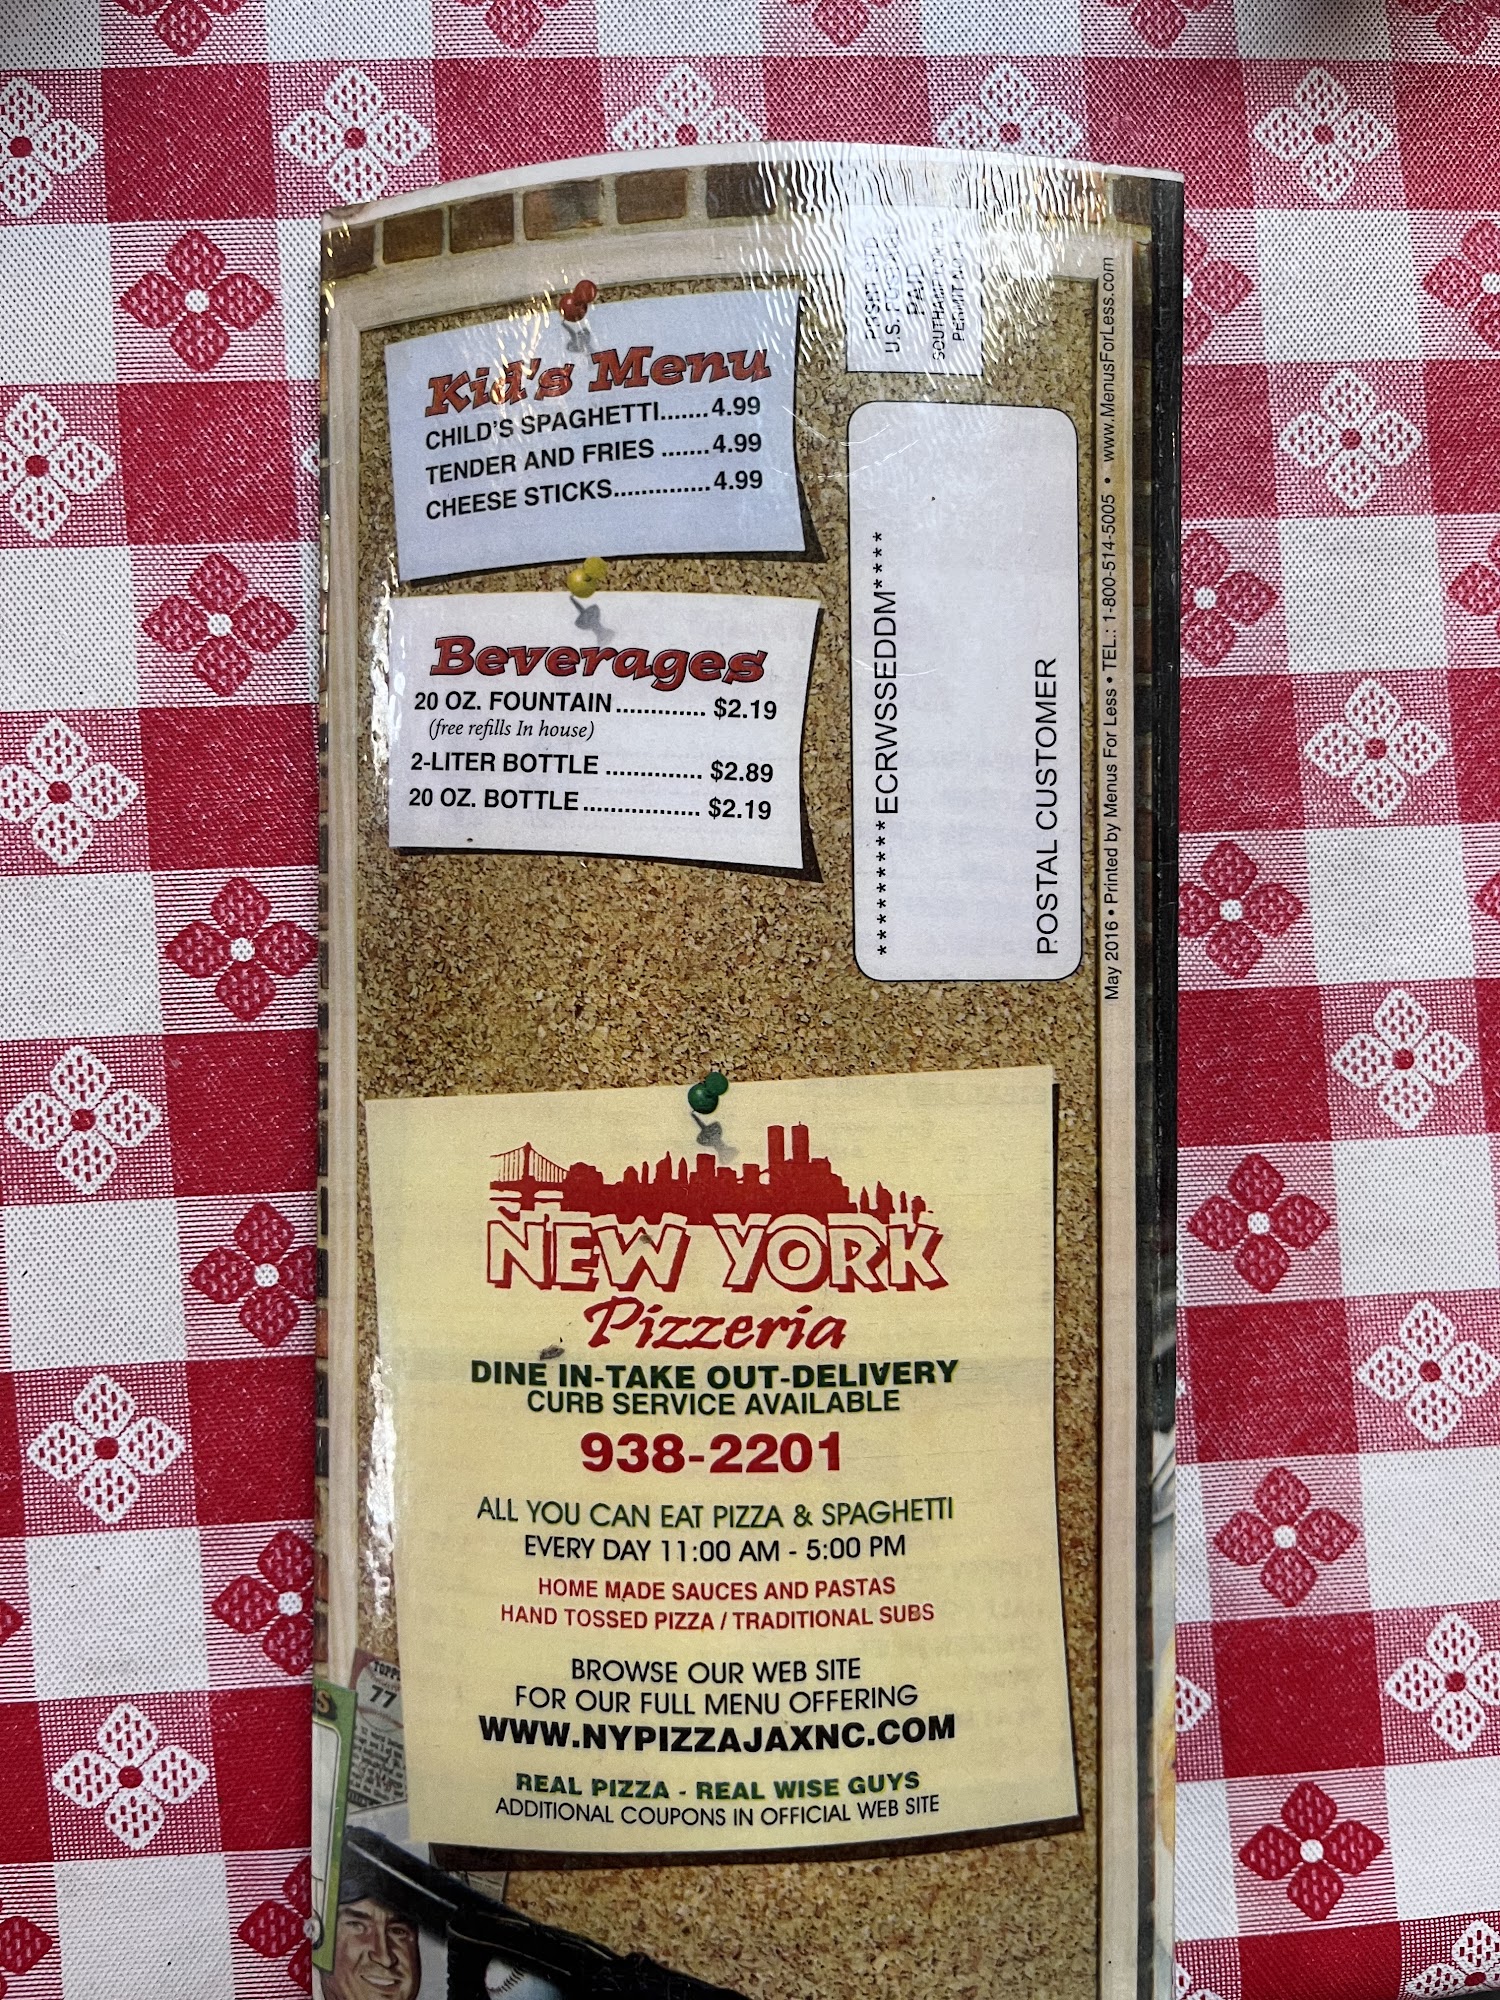 Kid's Menu
CHILD'S SPAGHETTI.......4.99
TENDER AND FRIES .......4.99
CHEESE STICKS..............4.99
Beverages
20 OZ. FOUNTAIN............. $2.19
(free refills In house)
2-LITER BOTTLE .............. $2.89
20 OZ. BOTTLE................. $2.19
U.S. POSTAGE
PAID
**********ECRWSSEDDM****
POSTAL CUSTOMER
May 2016 • Printed by Menus For Less • TEL.: 1-800-514-5005 • www.MenusForLess.com
NEW YORK
Pizzeria
DINE IN-TAKE OUT-DELIVERY
CURB SERVICE AVAILABLE
938-2201
ALL YOU CAN EAT PIZZA & SPAGHETTI
EVERY DAY 11:00 AM - 5:00 PM
HOME MADE SAUCES AND PASTAS
HAND TOSSED PIZZA / TRADITIONAL SUBS
BROWSE OUR WEB SITE
FOR OUR FULL MENU OFFERING
WWW.NYPIZZAJAXNC.COM
REAL PIZZA - REAL WISE GUYS
ADDITIONAL COUPONS IN OFFICIAL WEB SITE
77